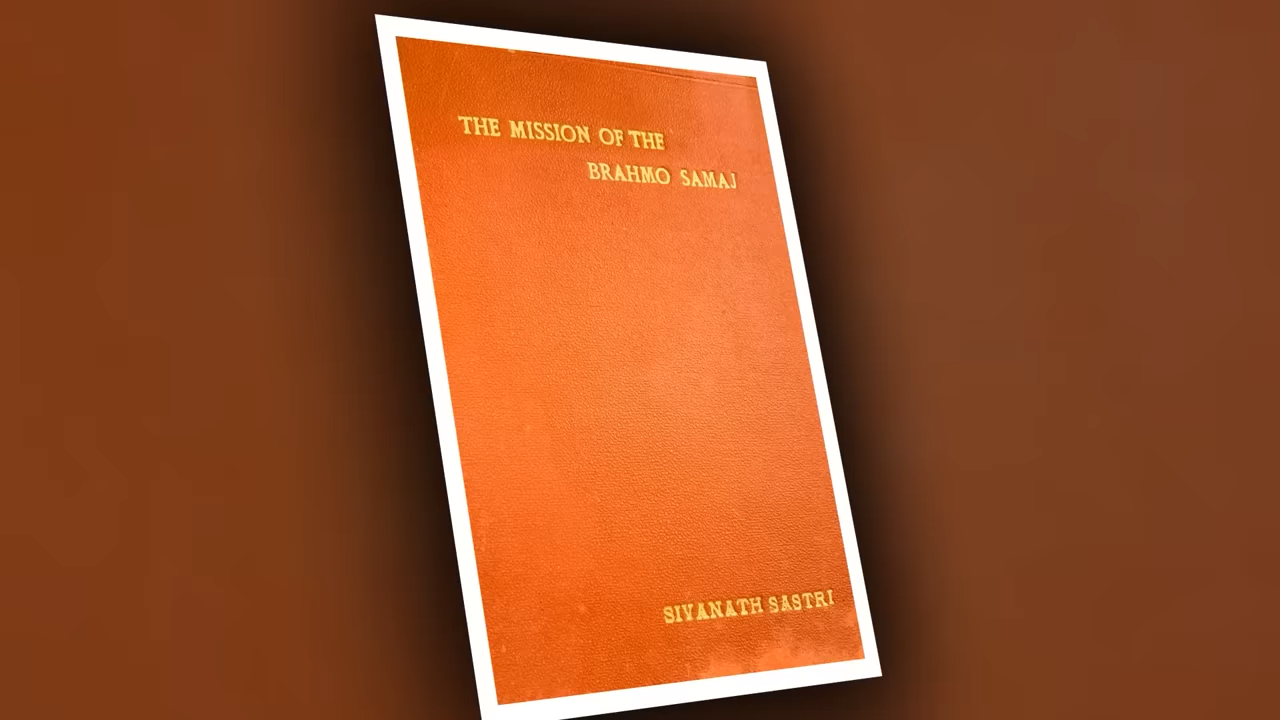 THE MISSION OF THE
BRAHMO SAMAJ
SIVANATH SASTRI